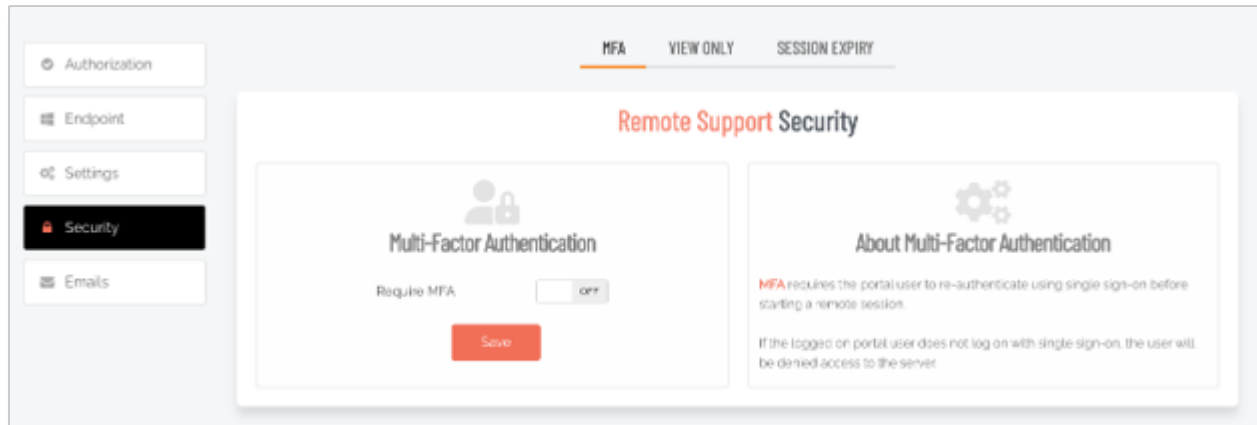 MFA VIEW ONLY SESSION EXPIRY
Authorization
Endpoint
Settings
Security
Emails
Remote Support Security
Multi-Factor Authentication
Require MFA OFF
Save
About Multi-Factor Authentication
MFA requires the portal user to re-authenticate using single sign-on before
starting a remote session.
If the logged on portal user does not log on with single sign-on, the user will
be denied access to the server.